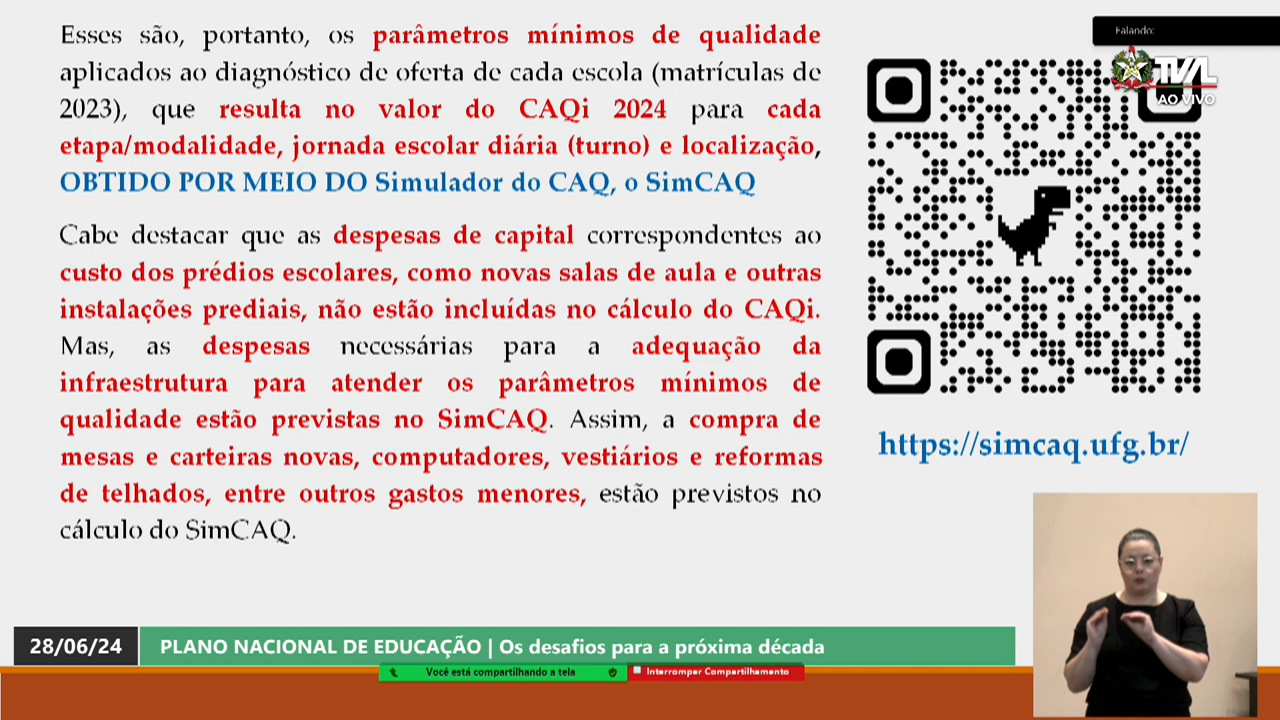 Esses são, portanto, os parâmetros mínimos de qualidade
aplicados ao diagnóstico de oferta de cada escola (matrículas de
2023), que resulta no valor do CAQi 2024 para cada
etapa/modalidade, jornada escolar diária (turno) e localização,
OBTIDO POR MEIO DO Simulador do CAQ, o SimCAQ
Cabe destacar que as despesas de capital correspondentes ao
custo dos prédios escolares, como novas salas de aula e outras
instalações prediais, não estão incluídas no cálculo do CAQi.
Mas, as despesas necessárias para a adequação da
infraestrutura para atender os parâmetros mínimos de
qualidade estão previstas no SimCAQ. Assim, a compra de
mesas e carteiras novas, computadores, vestiários e reformas
de telhados, entre outros gastos menores, estão previstos no
cálculo do SimCAQ.
Falando:
TVAL
AO VIVO
https://simcaq.ufg.br/
28/06/24
PLANO NACIONAL DE EDUCAÇÃO | Os desafios para a próxima década
Você está compartilhando a tela
Interromper Compartilhamento